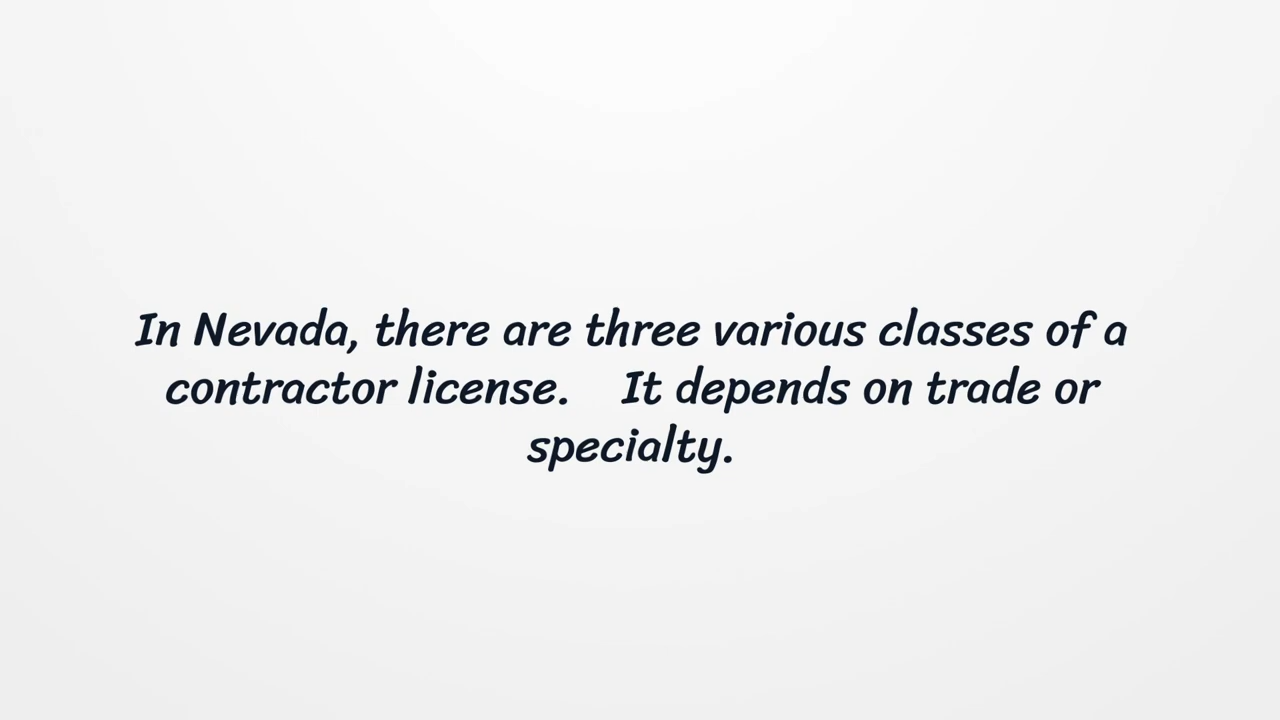 In Nevada, there are three various classes of a
contractor license.    It depends on trade or
specialty.